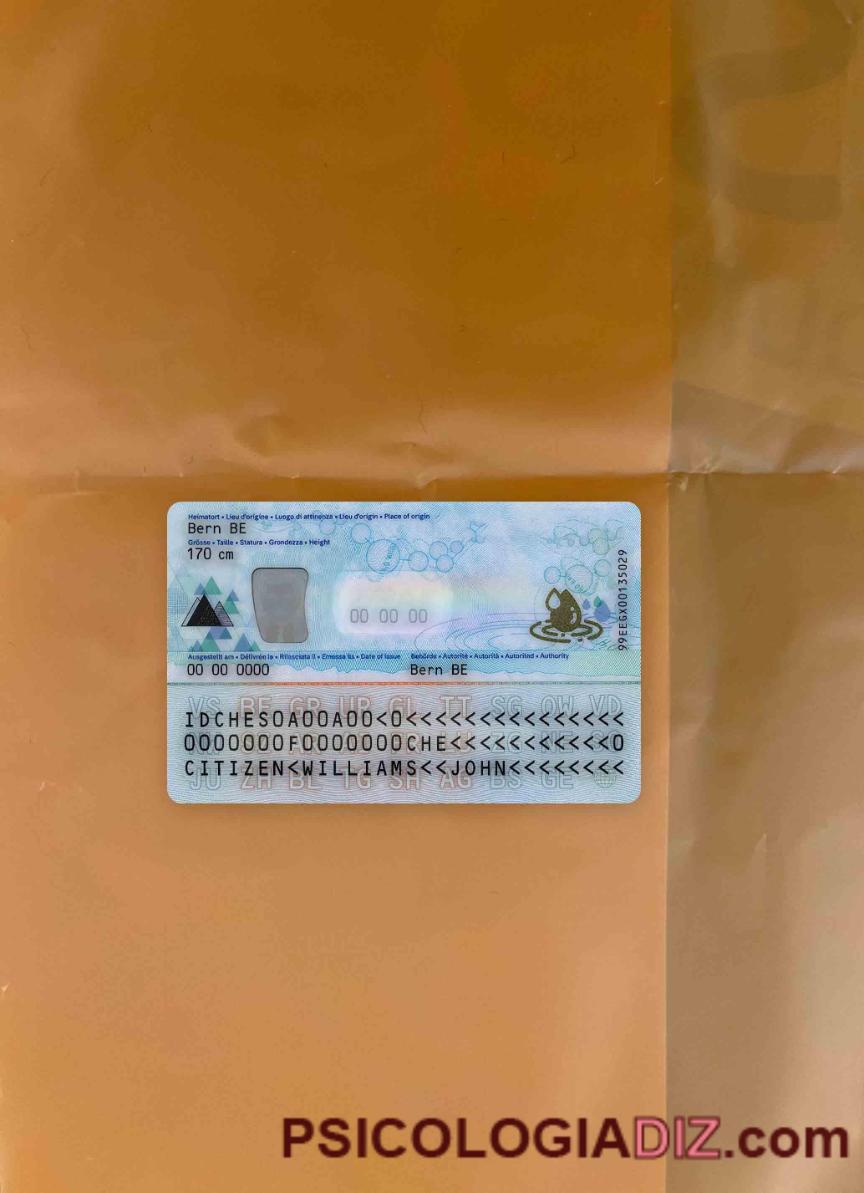 Heimatort • Lieu d'origine • Luogo di attinenza • Lieu d'origin • Place of origin
Bern BE
Grösse • Taille • Statura • Grondezza • Height
170 cm
00 00 00
99EEGX00135029
Ausgestellt am • Délivrée le • Rilasciata il • Emessa ils • Date of issue
Behörde • Autorité • Autorità • Autoritad • Authority
00 00 0000
Bern BE
VS BE GR UR GL TI SG OW VD
IDCHES0A00A00<0<<<<<<<<<<<<<<<
0000000F0000000CHE<<<<<<<<<<<0
CITIZEN<WILLIAMS<<JOHN<<<<<<<<
JU ZH BL TG SH AG BS GE
PSICOLOGIADIZ.com